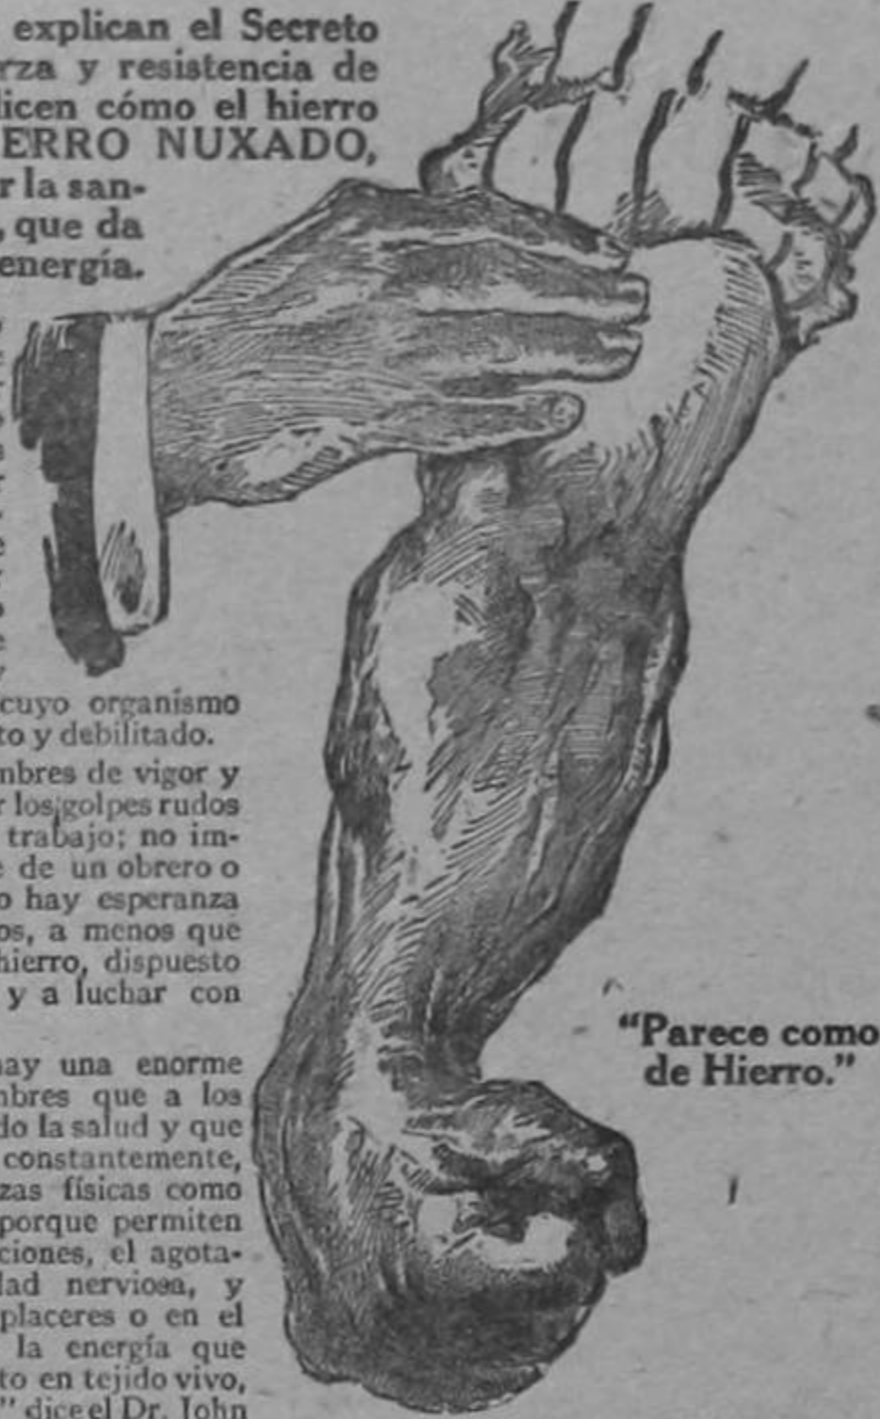 explican el Secreto
rza y resistencia de
licen cómo el hierro
ERRO NUXADO,
r la san-
, que da
energía.
cuyo organismo
to y debilitado.
mbres de vigor y
r los golpes rudos
trabajo; no im-
e de un obrero o
o hay esperanza
os, a menos que
hierro, dispuesto
y a luchar con
hay una enorme
mbres que a los
do la salud y que
constantemente,
zas físicas como
porque permiten
ciones, el agota-
dad nerviosa, y
placeres o en el
la energía que
to en tejido vivo,
" dice el Dr. John
"Parece como
de Hierro."